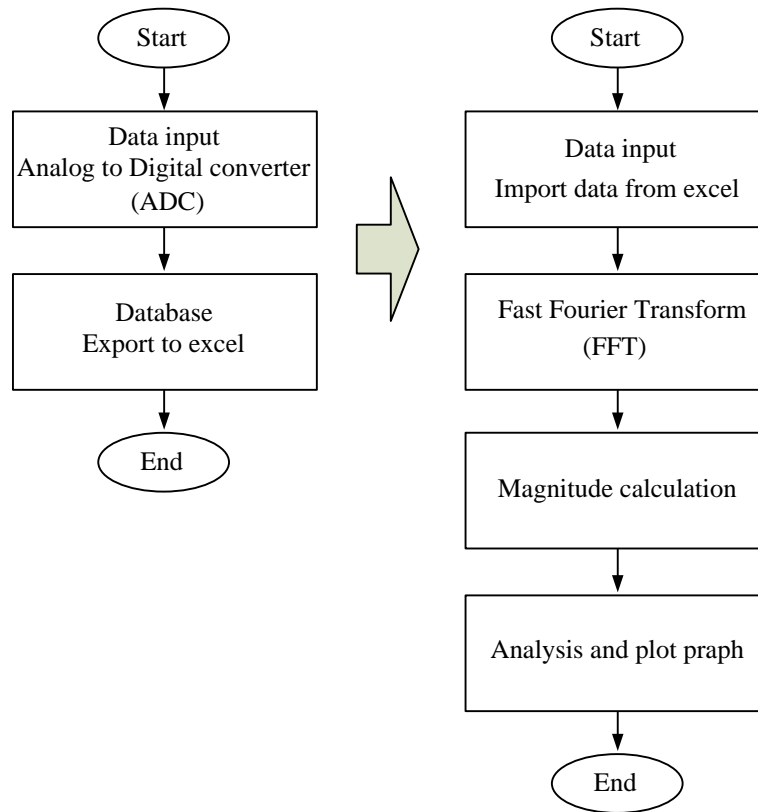 Start
Data input
Analog to Digital converter
(ADC)
Database
Export to excel
End
Start
Data input
Import data from excel
Fast Fourier Transform
(FFT)
Magnitude calculation
Analysis and plot praph
End